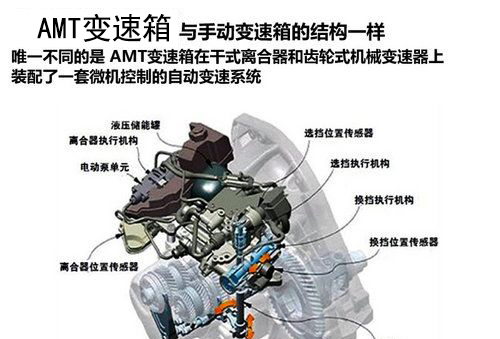 AMT变速箱 与手动变速箱的结构一样
唯一不同的是 AMT变速箱在干式离合器和齿轮式机械变速器上
装配了一套微机控制的自动变速系统
液压储能罐
离合器执行机构
电动泵单元
离合器位置传感器
选挡位置传感器
选挡执行机构
换挡执行机构
换挡位置传感器